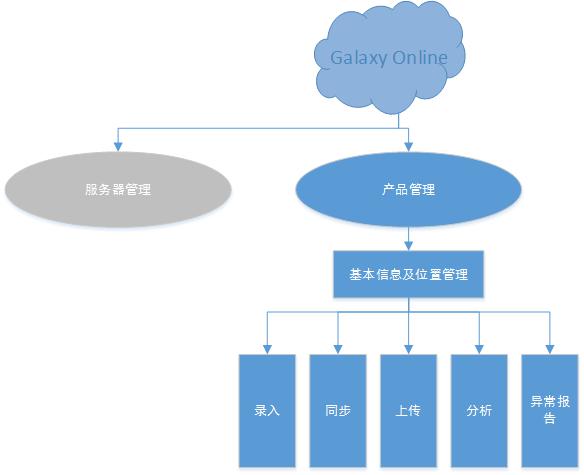 Galaxy Online
服务器管理
产品管理
基本信息及位置管理
录入
同步
上传
分析
异常报
告